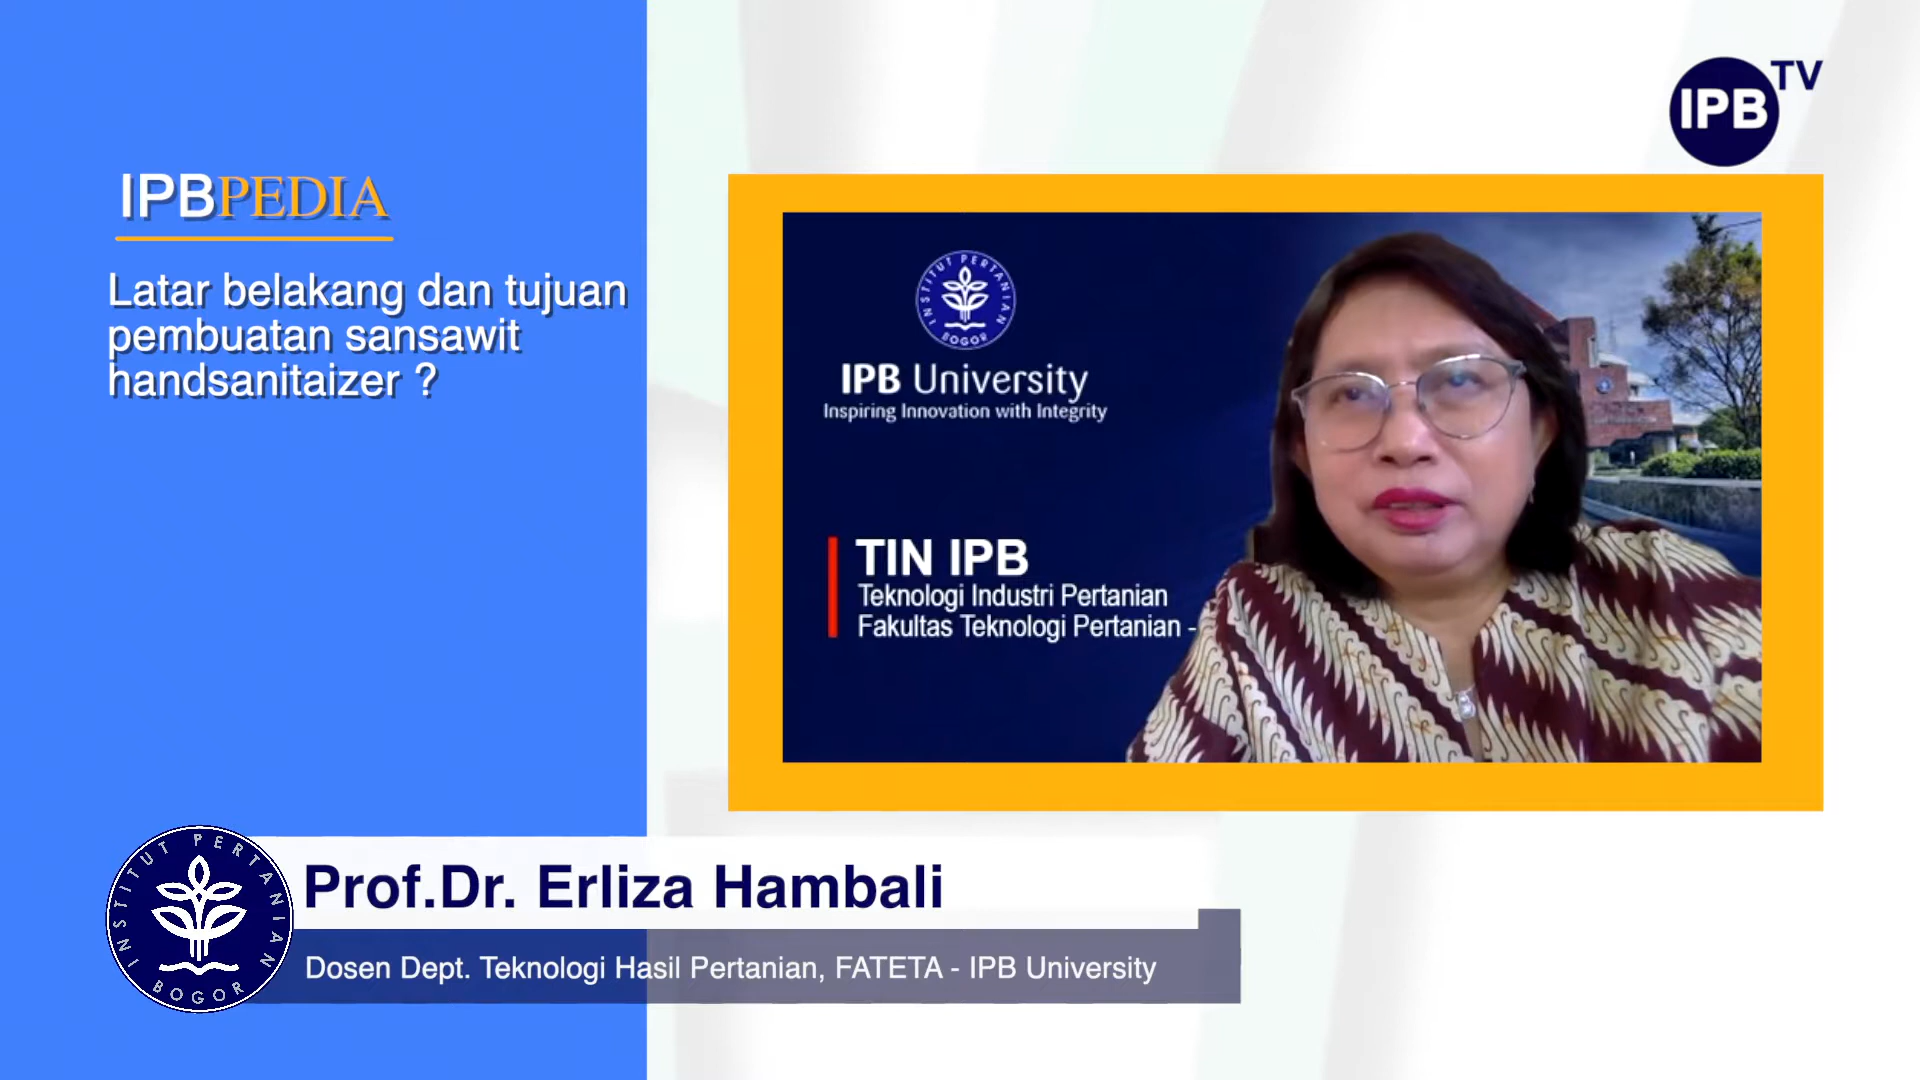 IPB TV
IPBPEDIA
Latar belakang dan tujuan
pembuatan sansawit
handsanitaizer ?
INSTITUT PERTANIAN
BOGOR
IPB University
Inspiring Innovation with Integrity
TIN IPB
Teknologi Industri Pertanian
Fakultas Teknologi Pertanian -
INSTITUT PERTANIAN
BOGOR
Prof.Dr. Erliza Hambali
Dosen Dept. Teknologi Hasil Pertanian, FATETA - IPB University